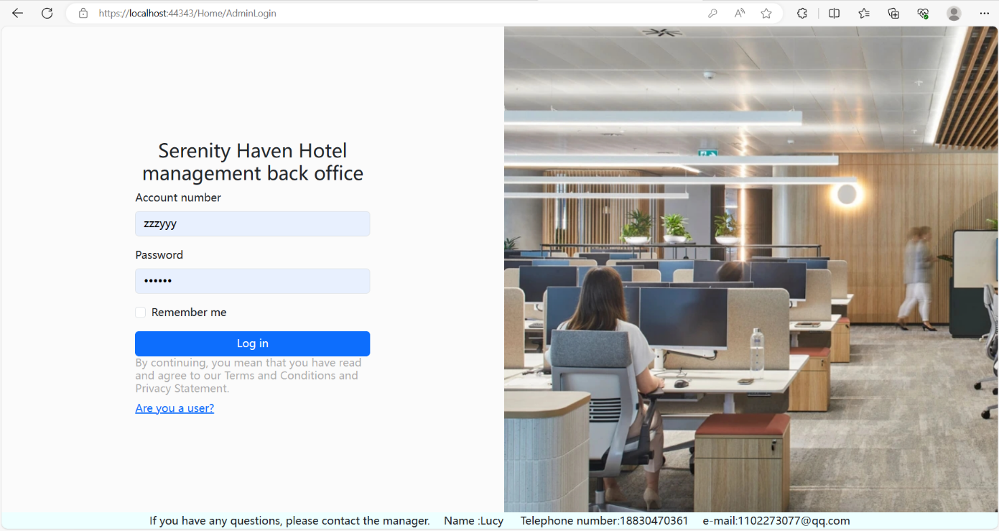 https://localhost:44343/Home/AdminLogin
Serenity Haven Hotel
management back office
Account number
zzzyyy
Password
••••••
Remember me
Log in
By continuing, you mean that you have read
and agree to our Terms and Conditions and
Privacy Statement.
Are you a user?
If you have any questions, please contact the manager. Name :Lucy Telephone number:18830470361 e-mail:1102273077@qq.com